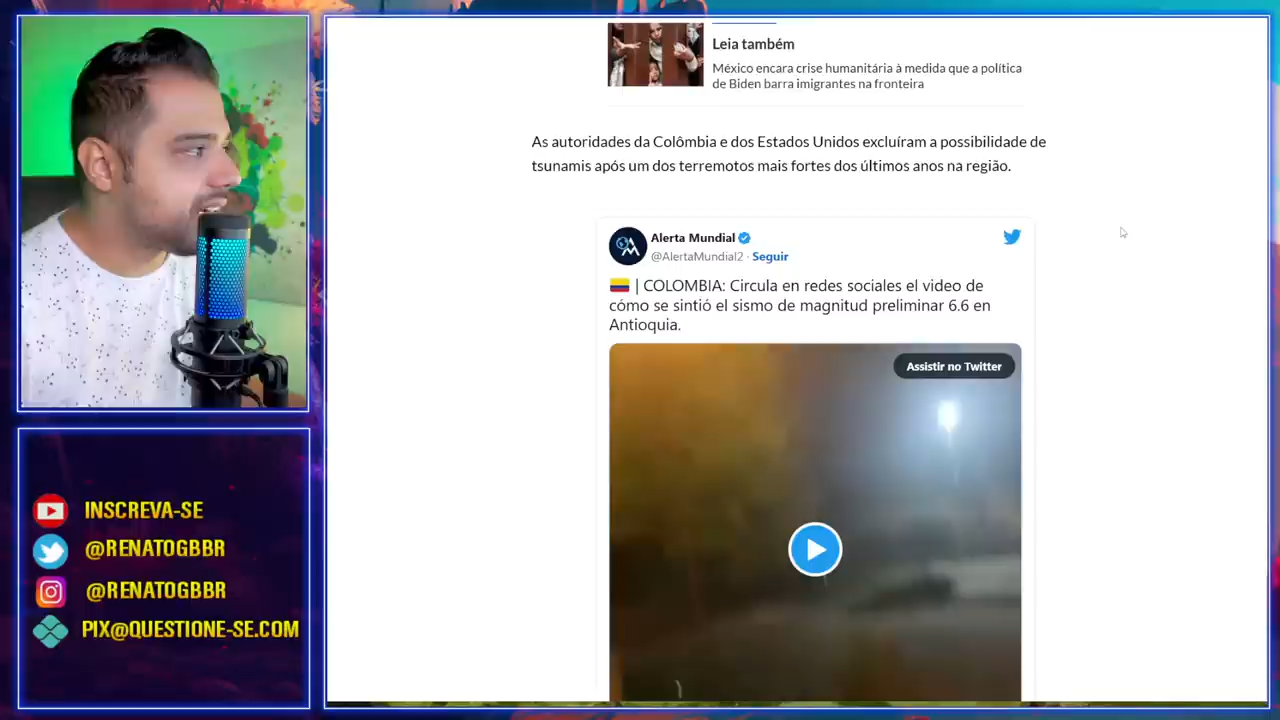 Leia também
México encara crise humanitária à medida que a política
de Biden barra imigrantes na fronteira
As autoridades da Colômbia e dos Estados Unidos excluíram a possibilidade de
tsunamis após um dos terremotos mais fortes dos últimos anos na região.
Alerta Mundial
@AlertaMundial2 · Seguir
| COLOMBIA: Circula en redes sociales el video de
cómo se sintió el sismo de magnitud preliminar 6.6 en
Antioquia.
Assistir no Twitter
INSCREVA-SE
@RENATOGBBR
@RENATOGBBR
PIX@QUESTIONE-SE.COM